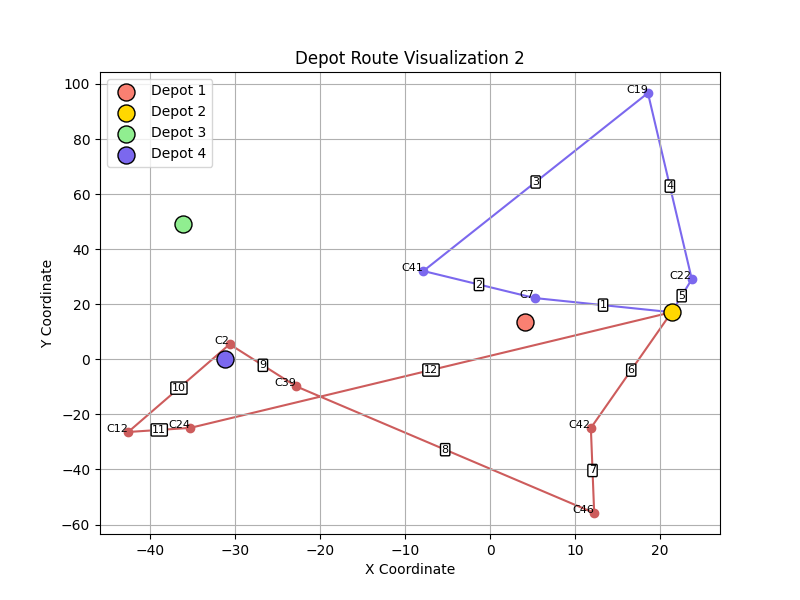 Depot Route Visualization 2
Depot 1
Depot 2
Depot 3
Depot 4
Y Coordinate
100
80
60
40
20
0
−20
−40
−60
C19
3
4
C41
2
C7
1
C22
5
C2
9
10
C39
12
6
C12
11
C24
C42
8
7
C46
−40
−30
−20
−10
0
10
20
X Coordinate